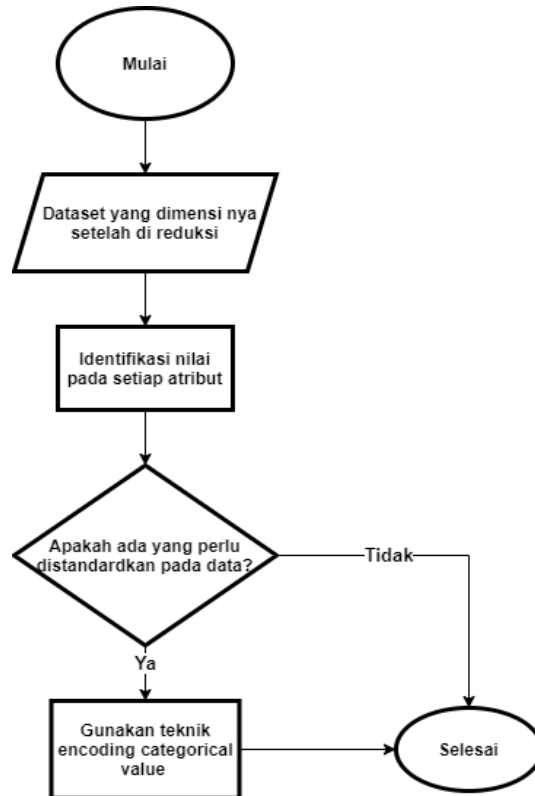 Mulai
Dataset yang dimensi nya
setelah di reduksi
Identifikasi nilai
pada setiap atribut
Apakah ada yang perlu
distandardkan pada data?
Tidak
Ya
Gunakan teknik
encoding categorical
value
Selesai